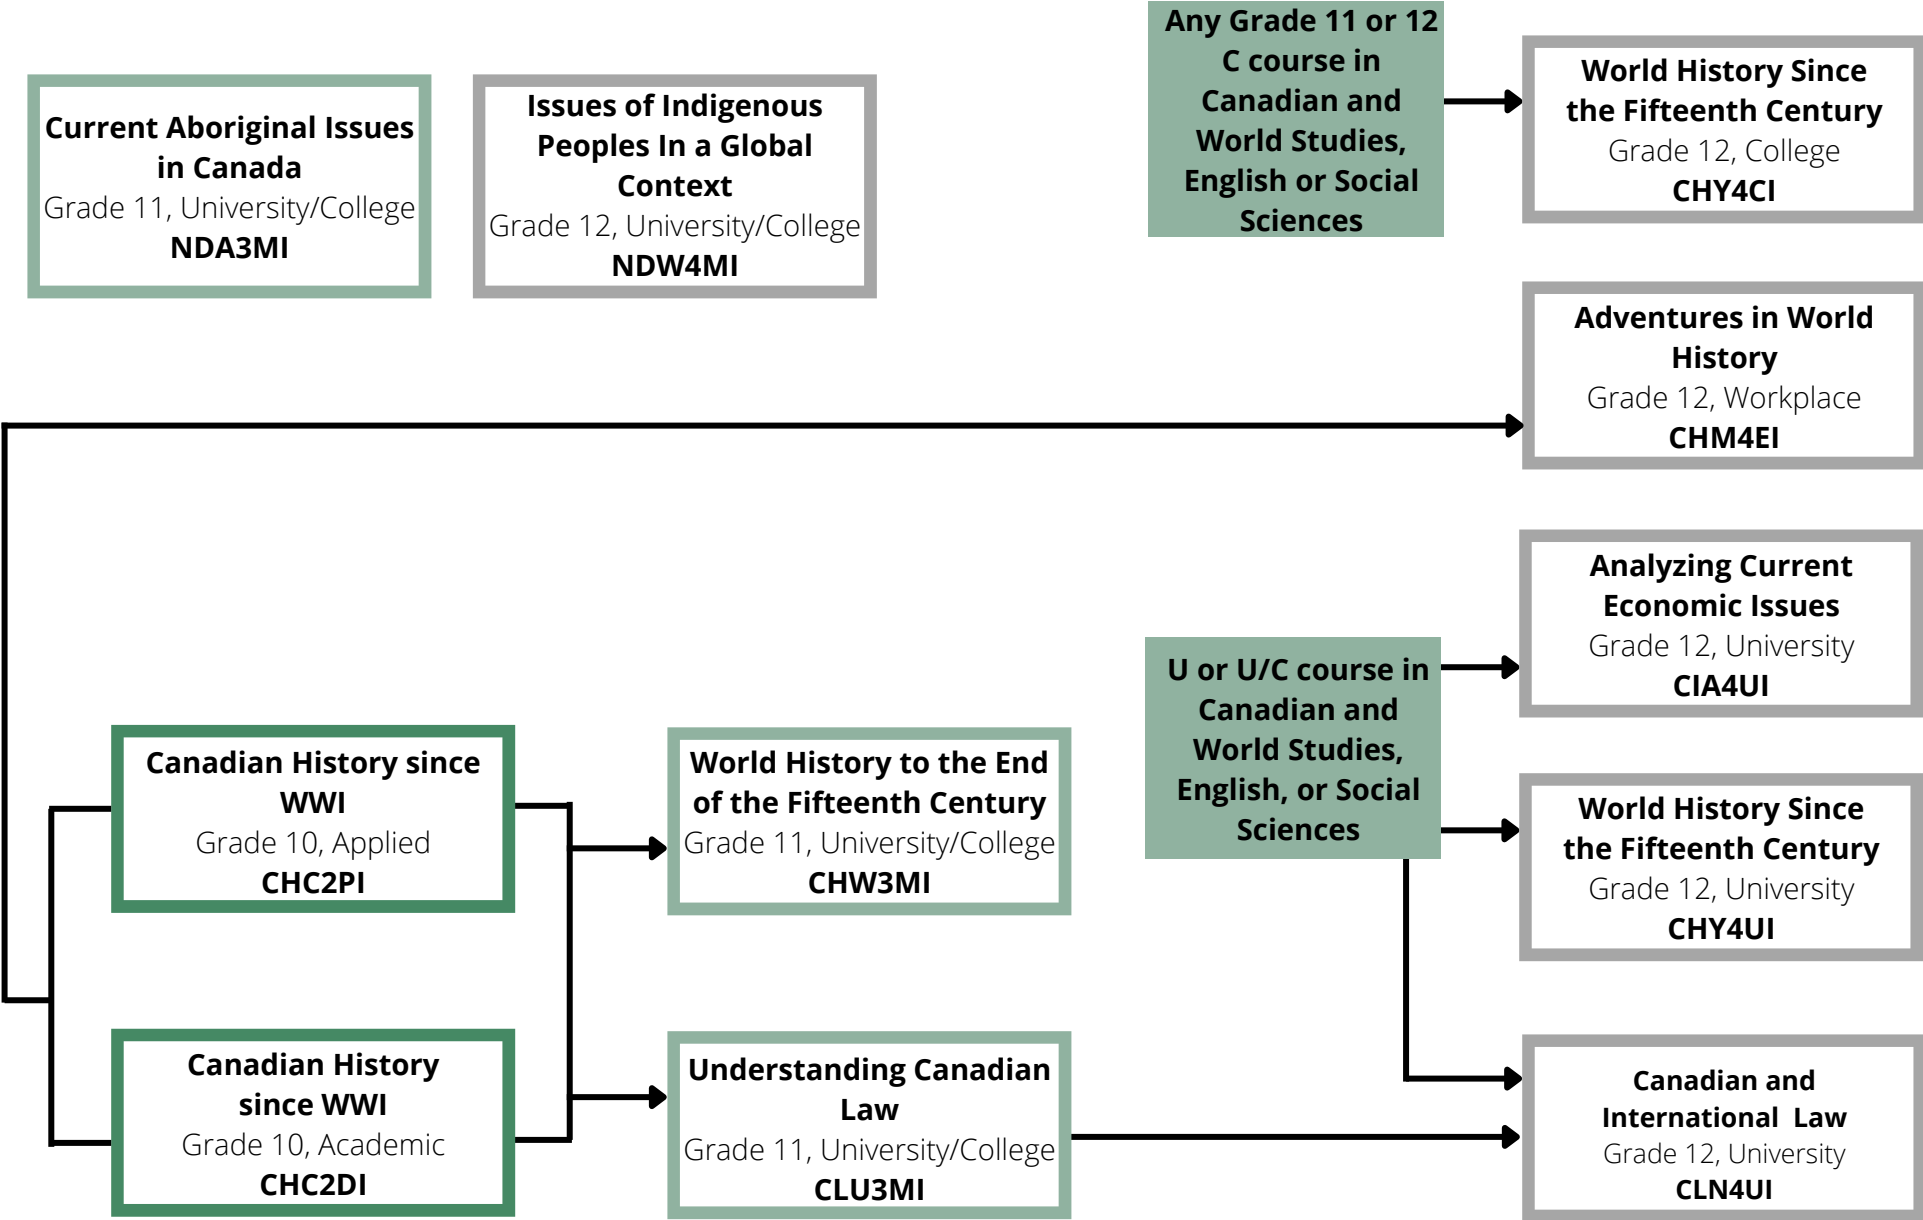 Current Aboriginal Issues
in Canada
Grade 11, University/College
NDA3MI
Issues of Indigenous
Peoples In a Global
Context
Grade 12, University/College
NDW4MI
Any Grade 11 or 12
C course in
Canadian and
World Studies,
English or Social
Sciences
World History Since
the Fifteenth Century
Grade 12, College
CHY4CI
Adventures in World
History
Grade 12, Workplace
CHM4EI
Analyzing Current
Economic Issues
Grade 12, University
CIA4UI
U or U/C course in
Canadian and
World Studies,
English, or Social
Sciences
Canadian History since
WWI
Grade 10, Applied
CHC2PI
World History to the End
of the Fifteenth Century
Grade 11, University/College
CHW3MI
World History Since
the Fifteenth Century
Grade 12, University
CHY4UI
Canadian History
since WWI
Grade 10, Academic
CHC2DI
Understanding Canadian
Law
Grade 11, University/College
CLU3MI
Canadian and
International  Law
Grade 12, University
CLN4UI